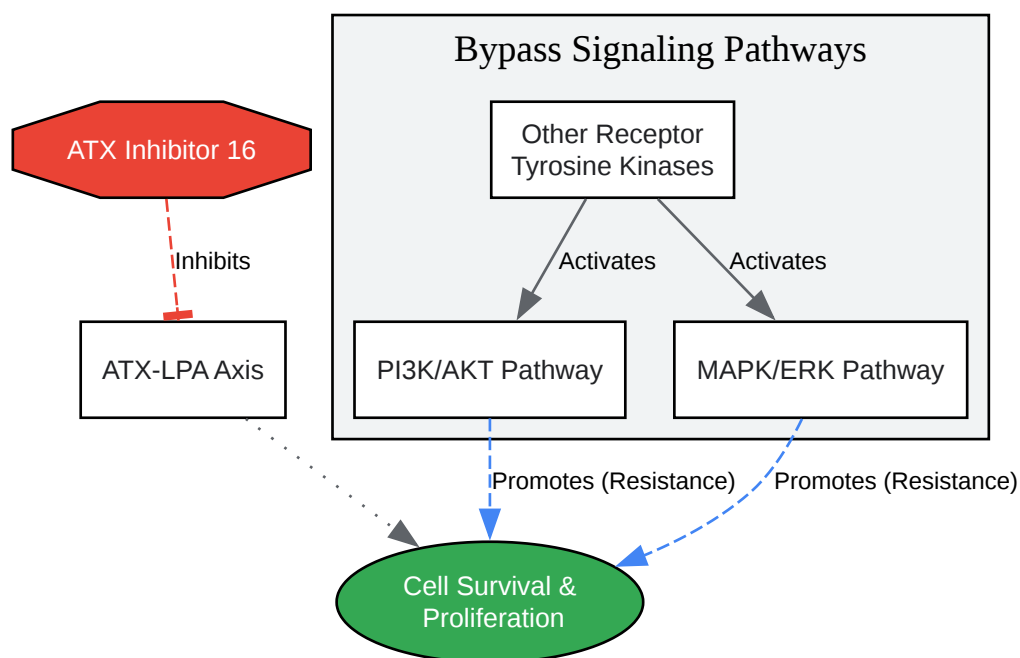 Bypass Signaling Pathways
ATX Inhibitor 16
Other Receptor
Tyrosine Kinases
Inhibits
Activates
Activates
ATX-LPA Axis
PI3K/AKT Pathway
MAPK/ERK Pathway
Promotes (Resistance)
Promotes (Resistance)
Cell Survival &
Proliferation